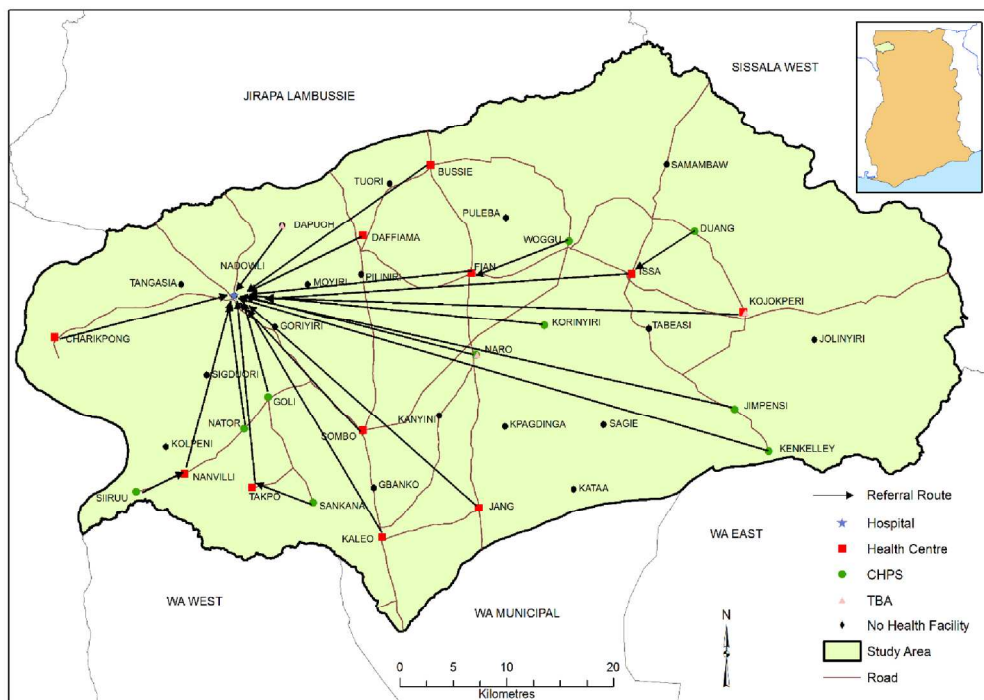 SISSALA WEST
JIRAPA LAMBUSSIE
SAMAMBAW
BUSSIE
TUORI
PULEBA
DAPUOH
DAFFIAMA
WOGGU
DUANG
NADOWLI
FIAN
ISSA
TANGASIA
MOYIRI
PILINIRI
KOJOKPERI
GORIYIRI
KORINYIRI
TABEASI
CHARIKPONG
JOLINYIRI
NARO
SIGDUORI
GOLI
JIMPENSI
KANYINI
NATOR
SOMBO
KPAGDINGA
SAGIE
KOLPENI
KENKELLEY
NANVILLI
SIIRUU
TAKPO
GBANKO
KATAA
SANKANA
JANG
KALEO
WA EAST
WA WEST
WA MUNICIPAL
N
0 5 10 20
Kilometres
Referral Route
Hospital
Health Centre
CHPS
TBA
No Health Facility
Study Area
Road